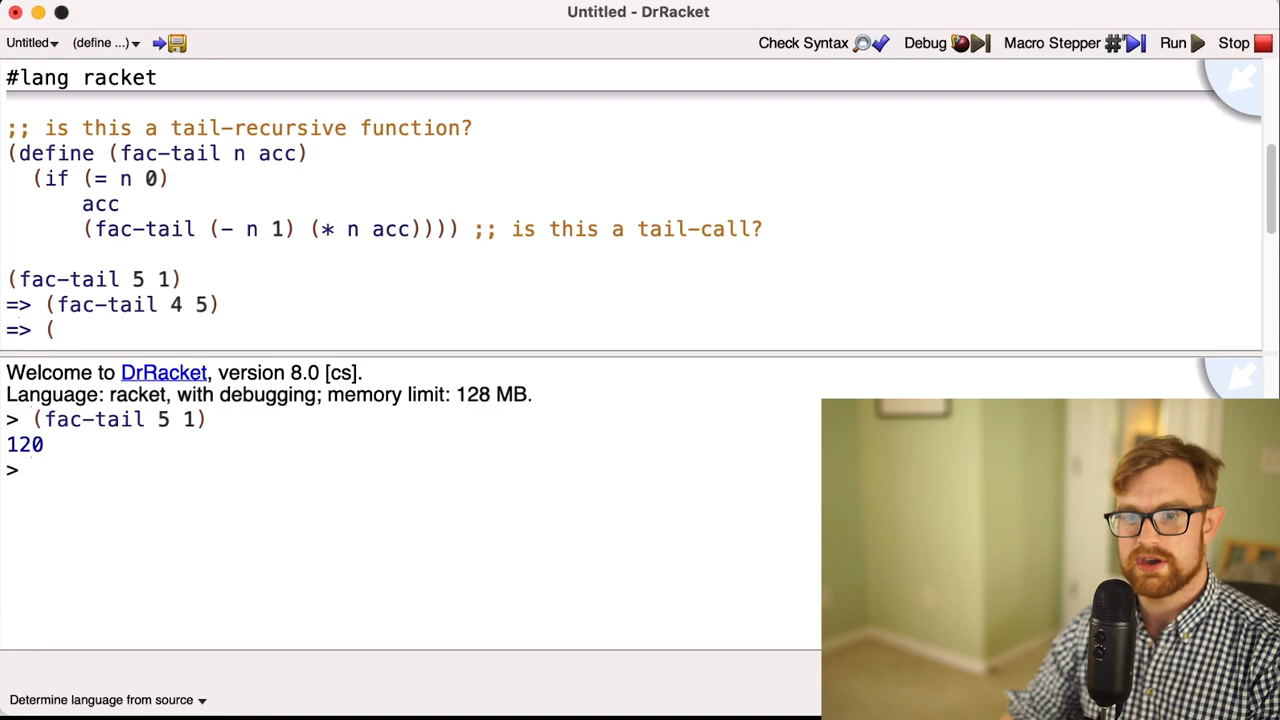 Untitled - DrRacket
Untitled (define ...) Check Syntax Debug Macro Stepper Run Stop
#lang racket
;; is this a tail-recursive function?
(define (fac-tail n acc)
(if (= n 0)
acc
(fac-tail (- n 1) (* n acc)))) ;; is this a tail-call?
(fac-tail 5 1)
=> (fac-tail 4 5)
=> (
Welcome to DrRacket, version 8.0 [cs].
Language: racket, with debugging; memory limit: 128 MB.
> (fac-tail 5 1)
120
>
Determine language from source